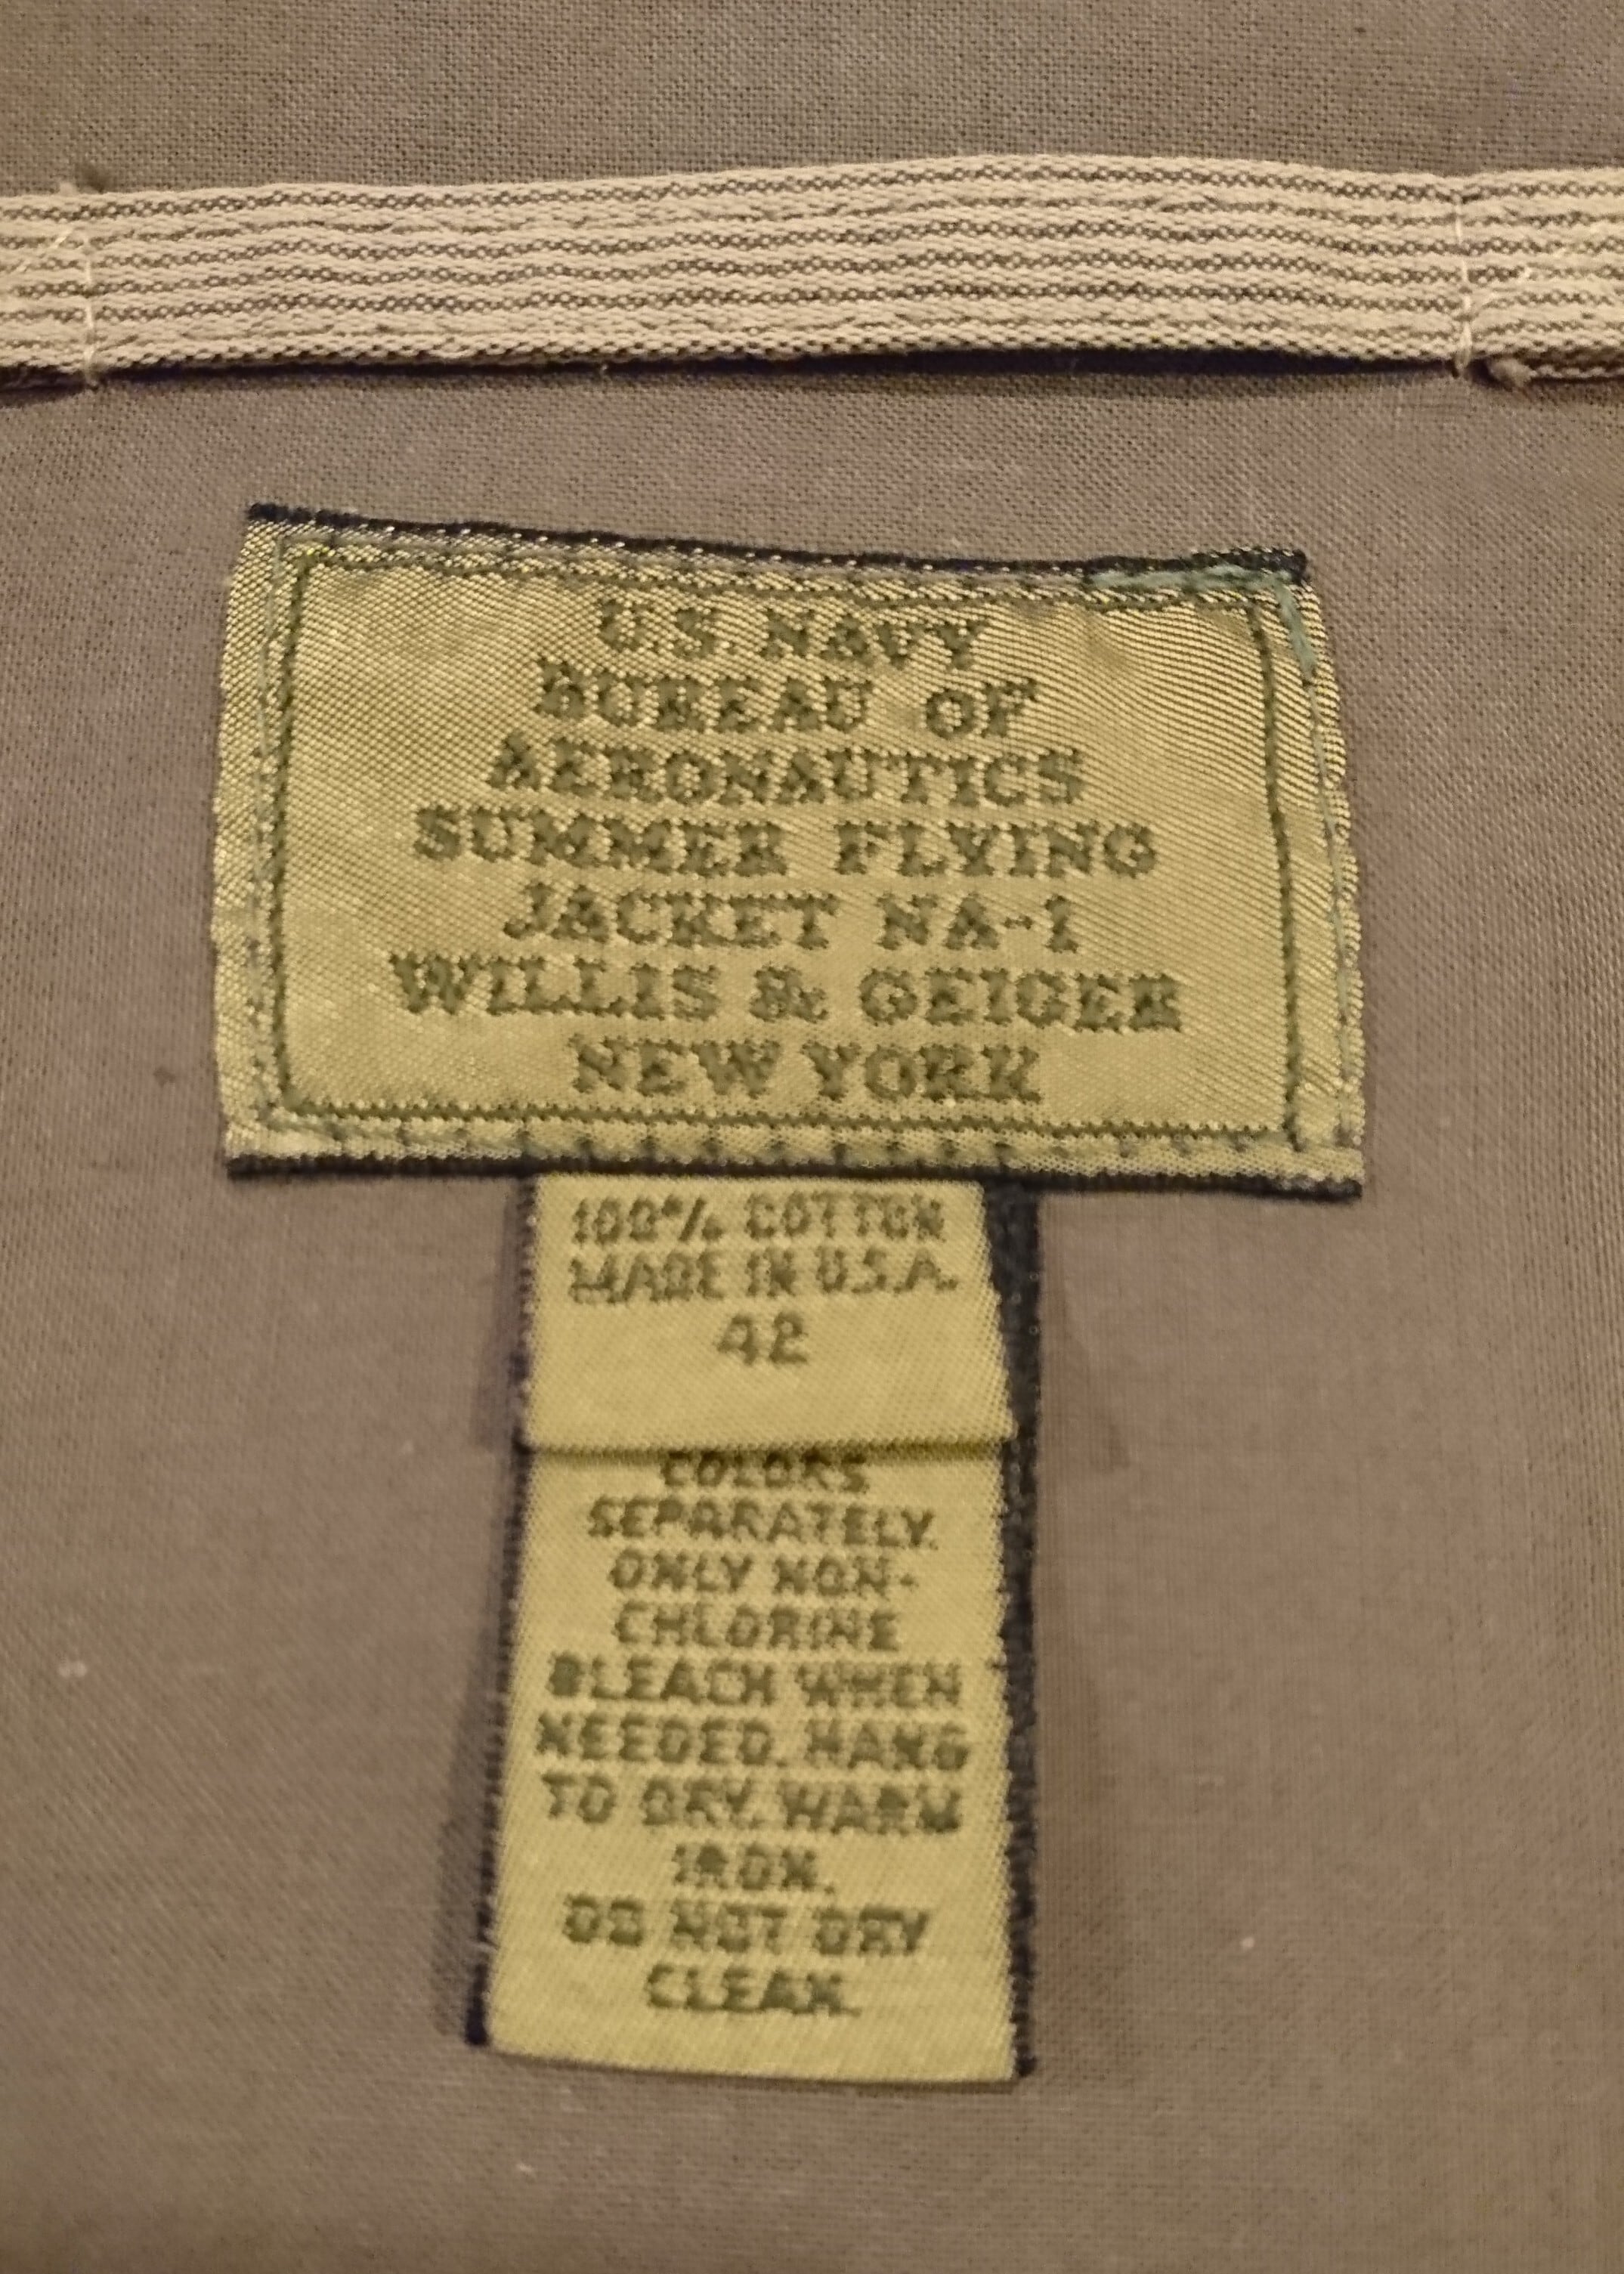 U.S. NAVY
BUREAU OF
AERONAUTICS
SUMMER FLYING
JACKET NA-1
WILLIS & GEIGER
NEW YORK
100% COTTON
MADE IN U.S.A.
42
COLORS
SEPARATELY.
ONLY NON-
CHLORINE
BLEACH WHEN
NEEDED. HANG
TO DRY. WARM
IRON.
DO NOT DRY
CLEAN.